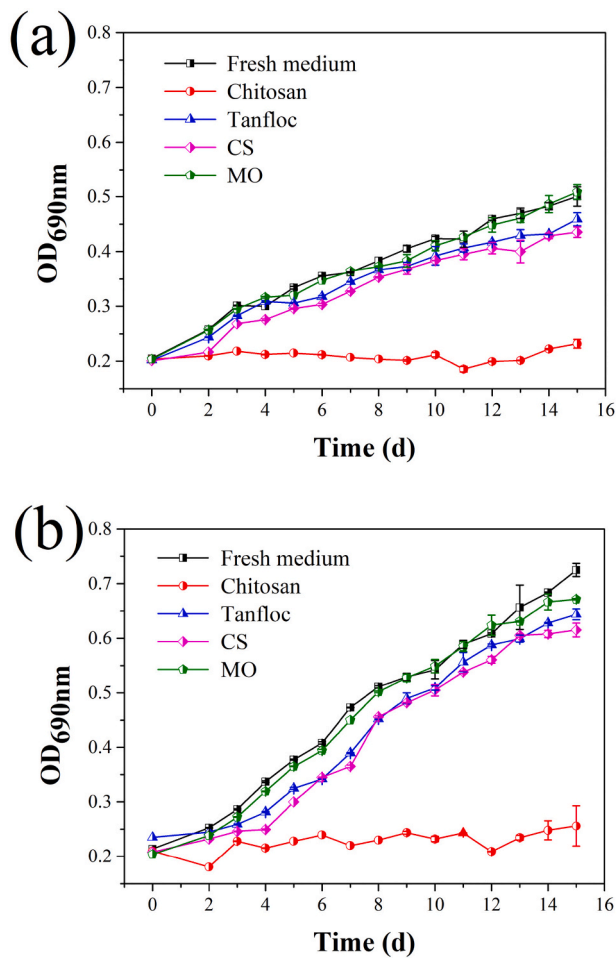 (a)
0.8
0.7
0.6
0.5
0.4
0.3
0.2
OD690nm
Fresh medium
Chitosan
Tanfloc
CS
MO
0 2 4 6 8 10 12 14 16
Time (d)
(b)
0.8
0.7
0.6
0.5
0.4
0.3
0.2
OD690nm
Fresh medium
Chitosan
Tanfloc
CS
MO
0 2 4 6 8 10 12 14 16
Time (d)